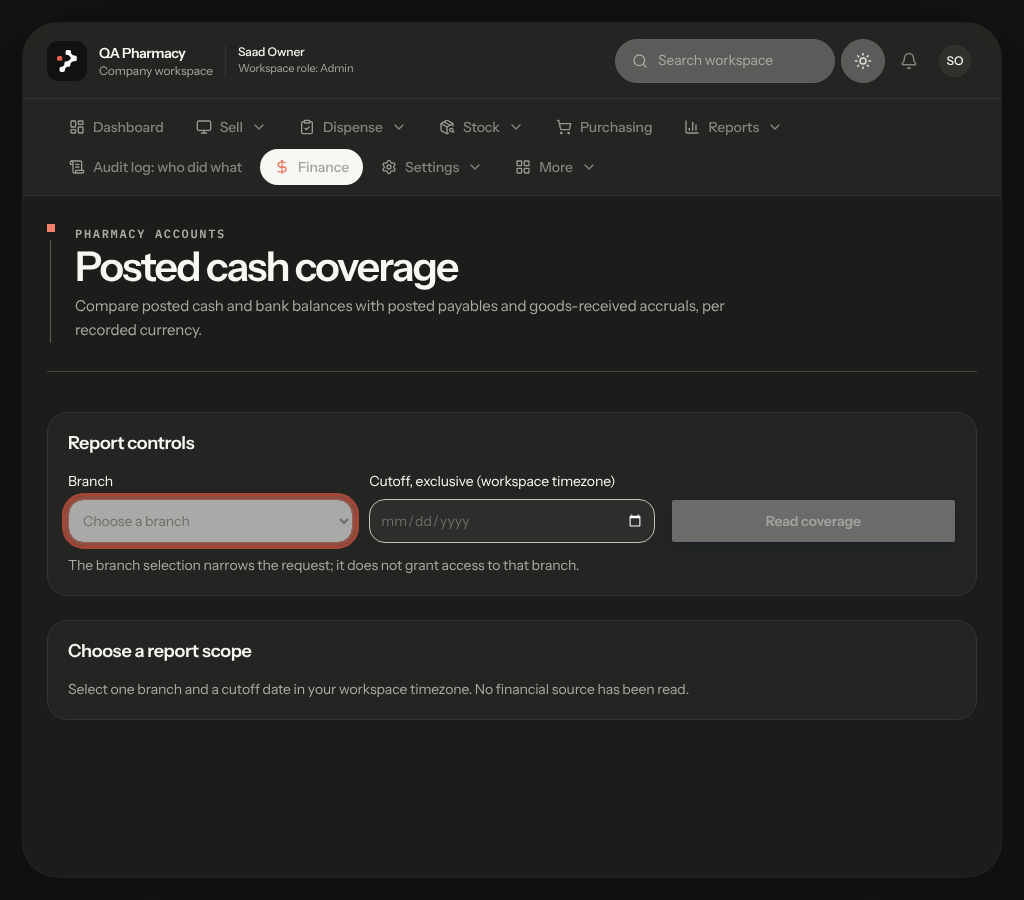 QA Pharmacy
Company workspace
Saad Owner
Workspace role: Admin
Search workspace
SO
Dashboard
Sell
Dispense
Stock
Purchasing
Reports
Audit log: who did what
Finance
Settings
More
PHARMACY ACCOUNTS
Posted cash coverage
Compare posted cash and bank balances with posted payables and goods-received accruals, per
recorded currency.
Report controls
Branch
Cutoff, exclusive (workspace timezone)
Choose a branch
mm/dd/yyyy
Read coverage
The branch selection narrows the request; it does not grant access to that branch.
Choose a report scope
Select one branch and a cutoff date in your workspace timezone. No financial source has been read.